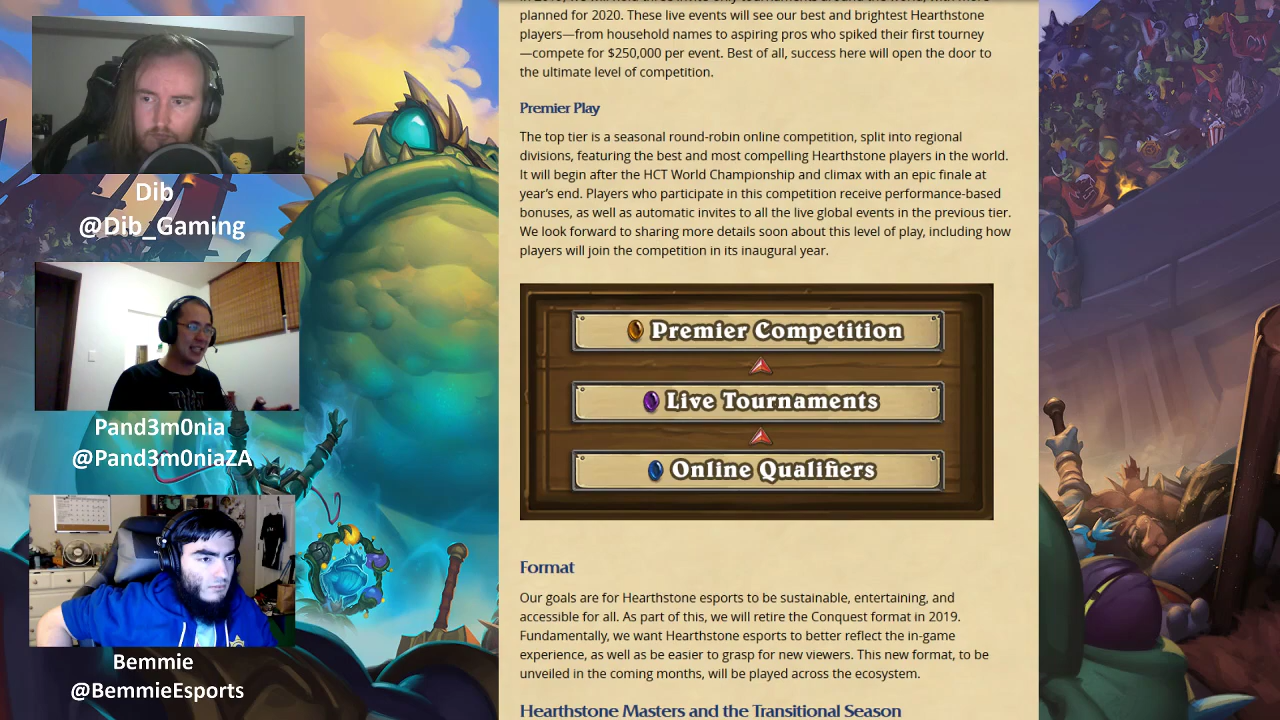 Dib
@Dib_Gaming
Pand3m0nia
@Pand3m0niaZA
Bemmie
@BemmieEsports
planned for 2020. These live events will see our best and brightest Hearthstone
players—from household names to aspiring pros who spiked their first tourney
—compete for $250,000 per event. Best of all, success here will open the door to
the ultimate level of competition.
Premier Play
The top tier is a seasonal round-robin online competition, split into regional
divisions, featuring the best and most compelling Hearthstone players in the world.
It will begin after the HCT World Championship and climax with an epic finale at
year's end. Players who participate in this competition receive performance-based
bonuses, as well as automatic invites to all the live global events in the previous tier.
We look forward to sharing more details soon about this level of play, including how
players will join the competition in its inaugural year.
Premier Competition
Live Tournaments
Online Qualifiers
Format
Our goals are for Hearthstone esports to be sustainable, entertaining, and
accessible for all. As part of this, we will retire the Conquest format in 2019.
Fundamentally, we want Hearthstone esports to better reflect the in-game
experience, as well as be easier to grasp for new viewers. This new format, to be
unveiled in the coming months, will be played across the ecosystem.
Hearthstone Masters and the Transitional Season